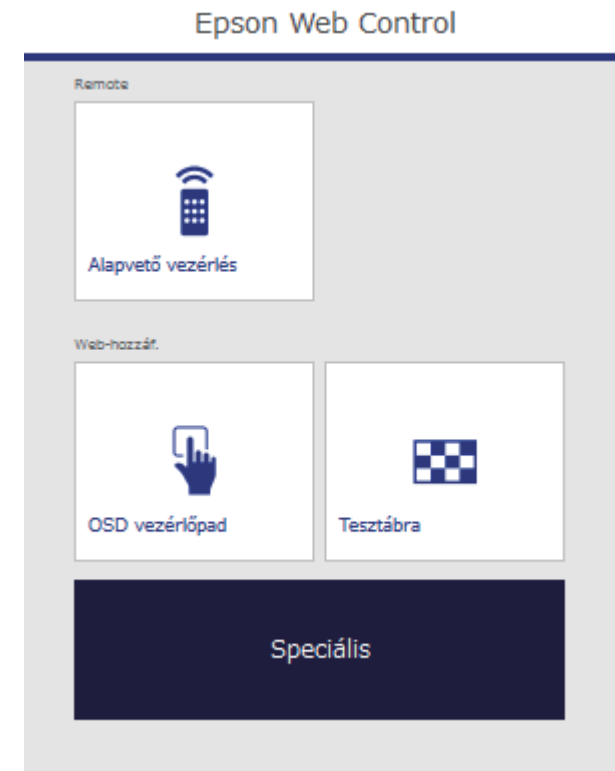 Epson Web Control
Remote
Alapvető vezérlés
Web-hozzáf.
OSD vezérlőpad
Tesztábra
Speciális